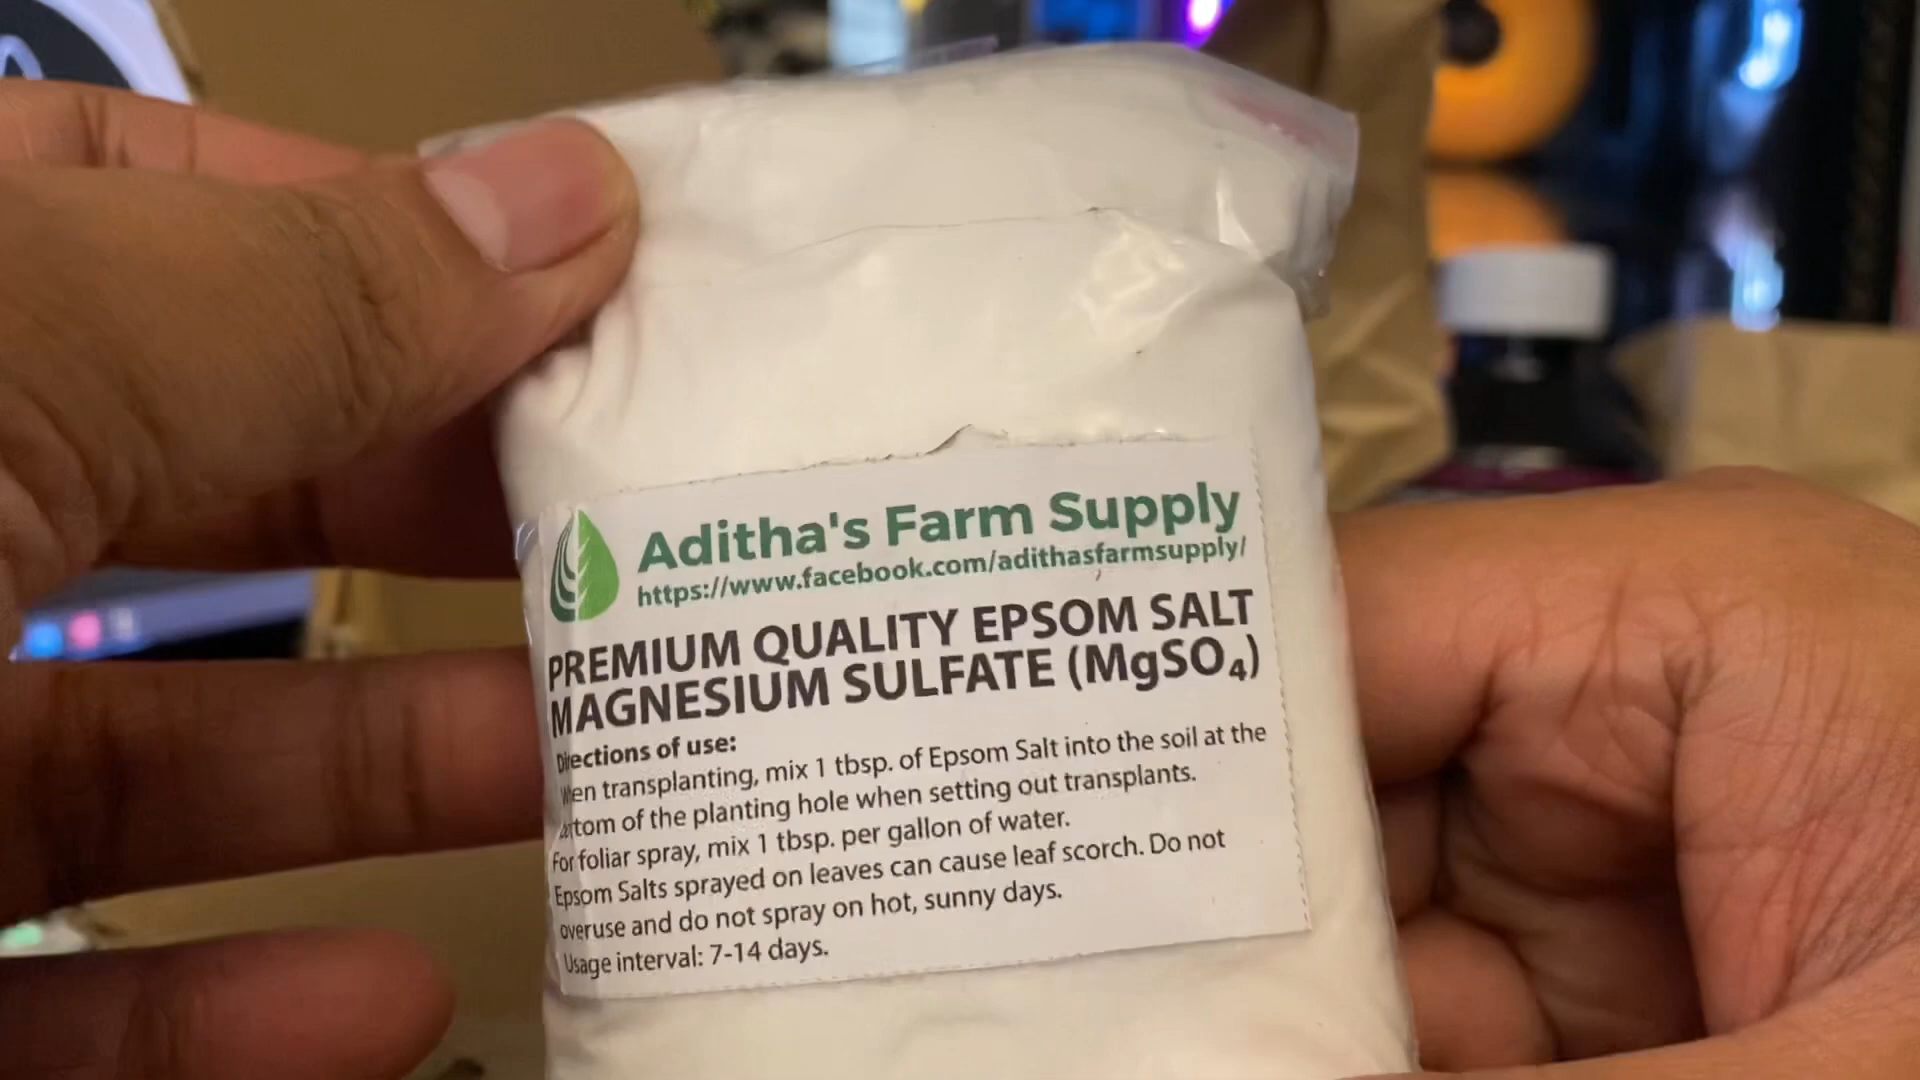 Aditha's Farm Supply
https://www.facebook.com/adithasfarmsupply/
PREMIUM QUALITY EPSOM SALT
MAGNESIUM SULFATE (MgSO₄)
Directions of use:
When transplanting, mix 1 tbsp. of Epsom Salt into the soil at the
bottom of the planting hole when setting out transplants.
For foliar spray, mix 1 tbsp. per gallon of water.
Epsom Salts sprayed on leaves can cause leaf scorch. Do not
overuse and do not spray on hot, sunny days.
Usage interval: 7-14 days.